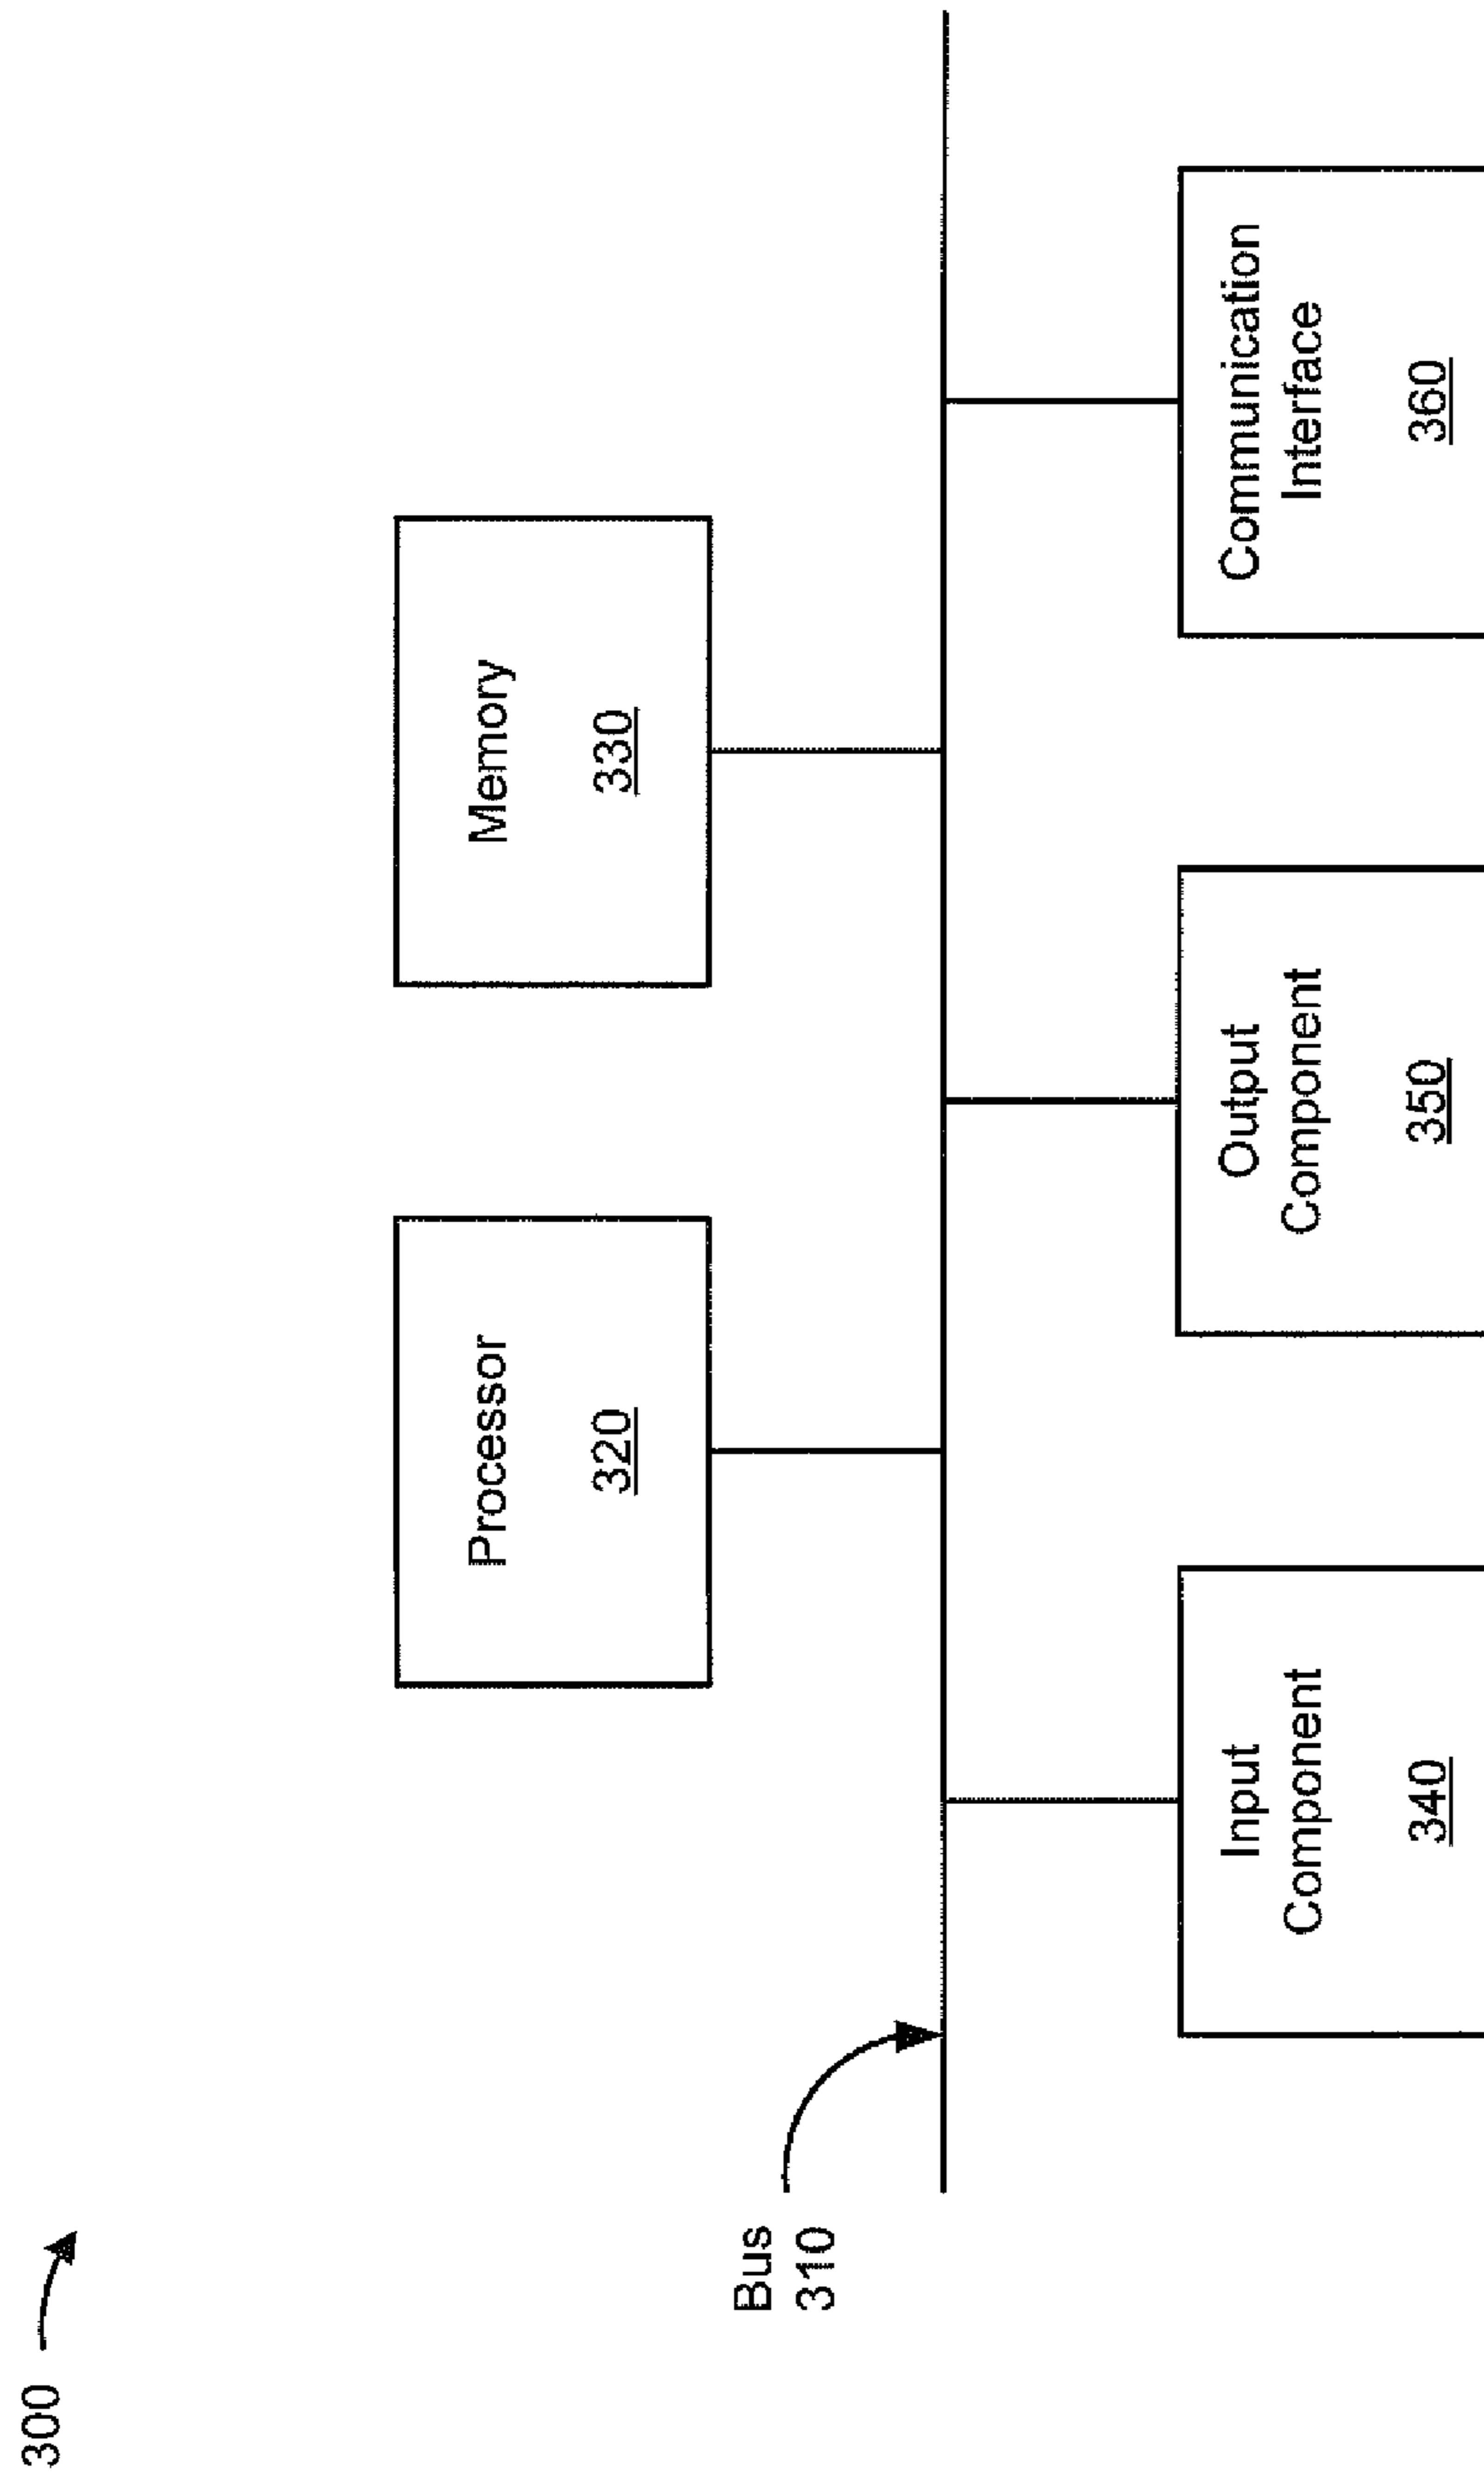 300
Processor
320
Memory
330
Bus
310
Input
Component
340
Output
Component
350
Communication
Interface
360